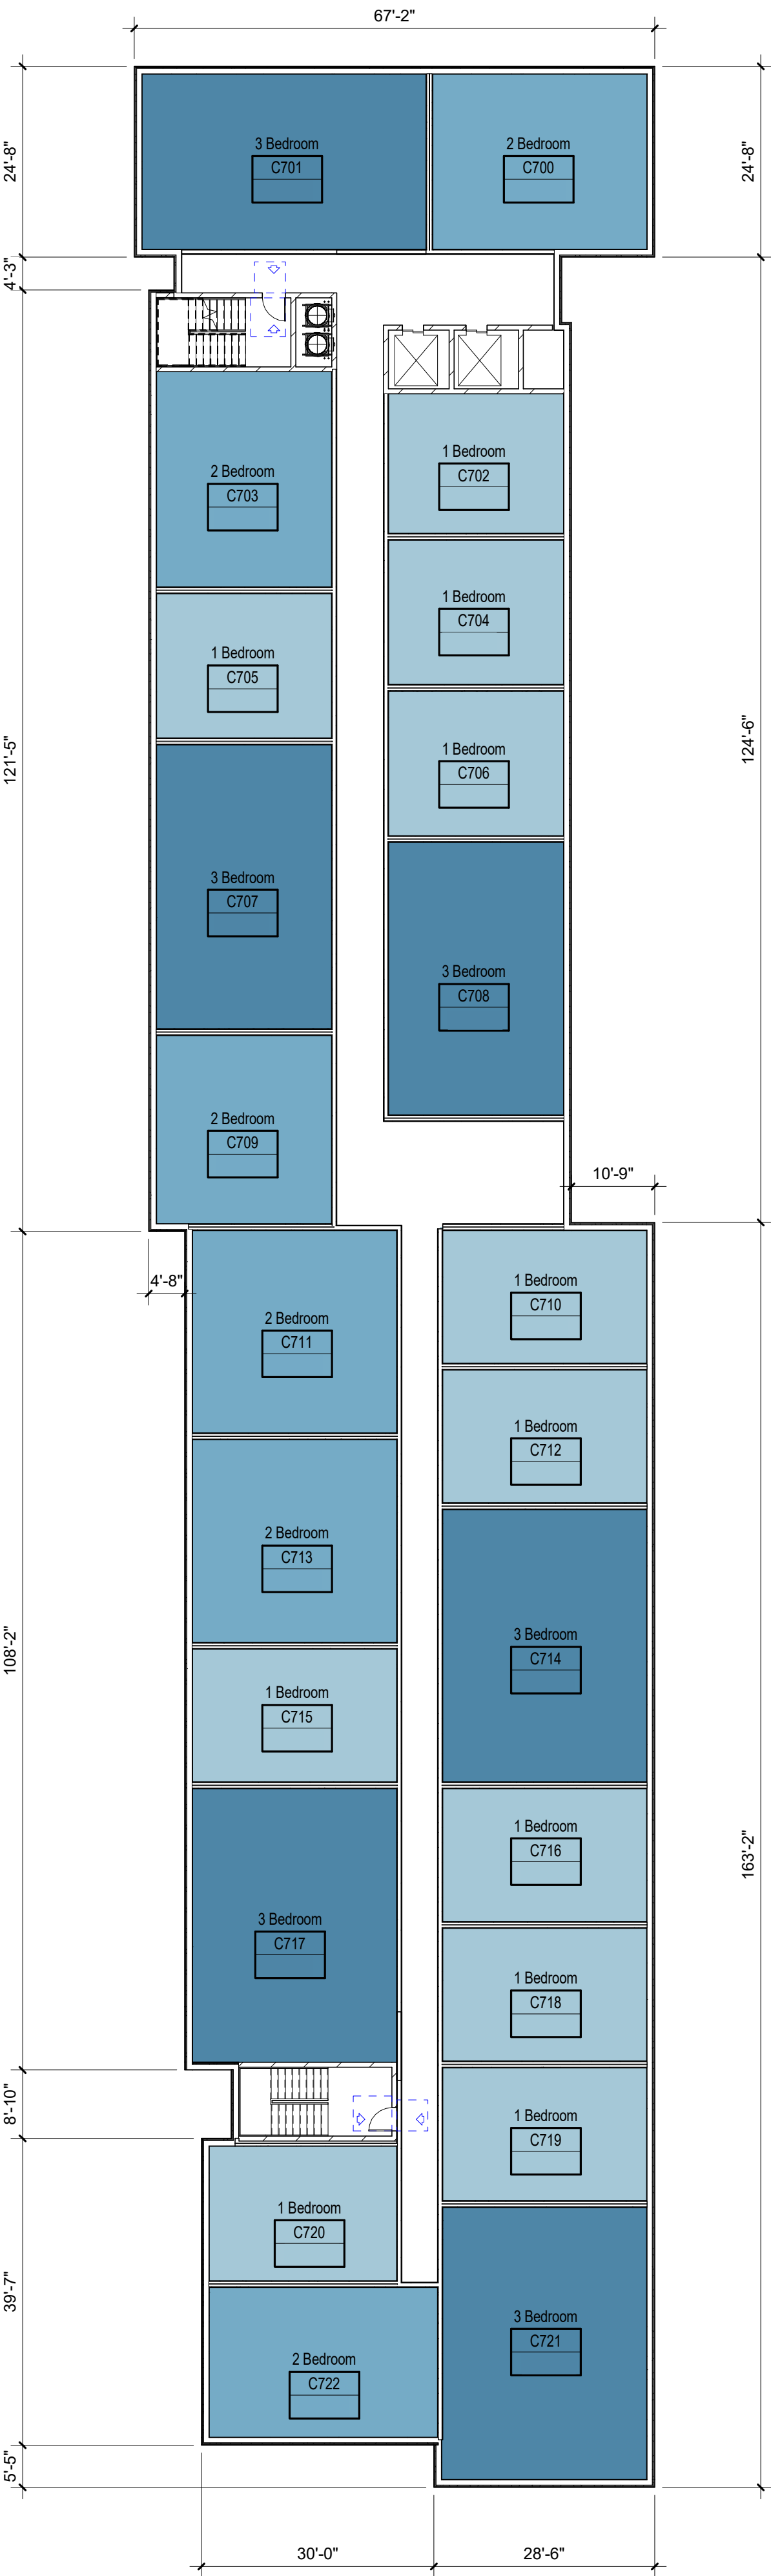 67'-2"
24'-8"
24'-8"
3 Bedroom
C701
2 Bedroom
C700
4'-3"
121'-5"
124'-6"
2 Bedroom
C703
1 Bedroom
C702
1 Bedroom
C704
1 Bedroom
C705
1 Bedroom
C706
3 Bedroom
C707
3 Bedroom
C708
2 Bedroom
C709
10'-9"
4'-8"
1 Bedroom
C710
2 Bedroom
C711
1 Bedroom
C712
2 Bedroom
C713
108'-2"
3 Bedroom
C714
1 Bedroom
C715
163'-2"
1 Bedroom
C716
3 Bedroom
C717
1 Bedroom
C718
8'-10"
1 Bedroom
C719
1 Bedroom
C720
39'-7"
3 Bedroom
C721
2 Bedroom
C722
5'-5"
30'-0"
28'-6"